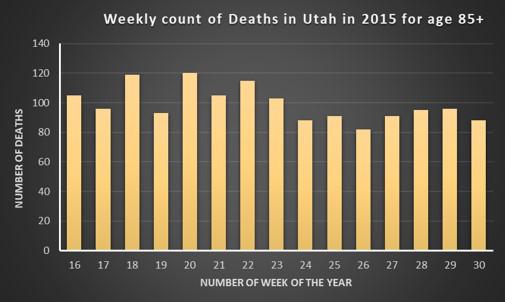 Weekly count of Deaths in Utah in 2015 for age 85+
140
120
100
80
60
40
20
0
NUMBER OF DEATHS
16 17 18 19 20 21 22 23 24 25 26 27 28 29 30
NUMBER OF WEEK OF THE YEAR